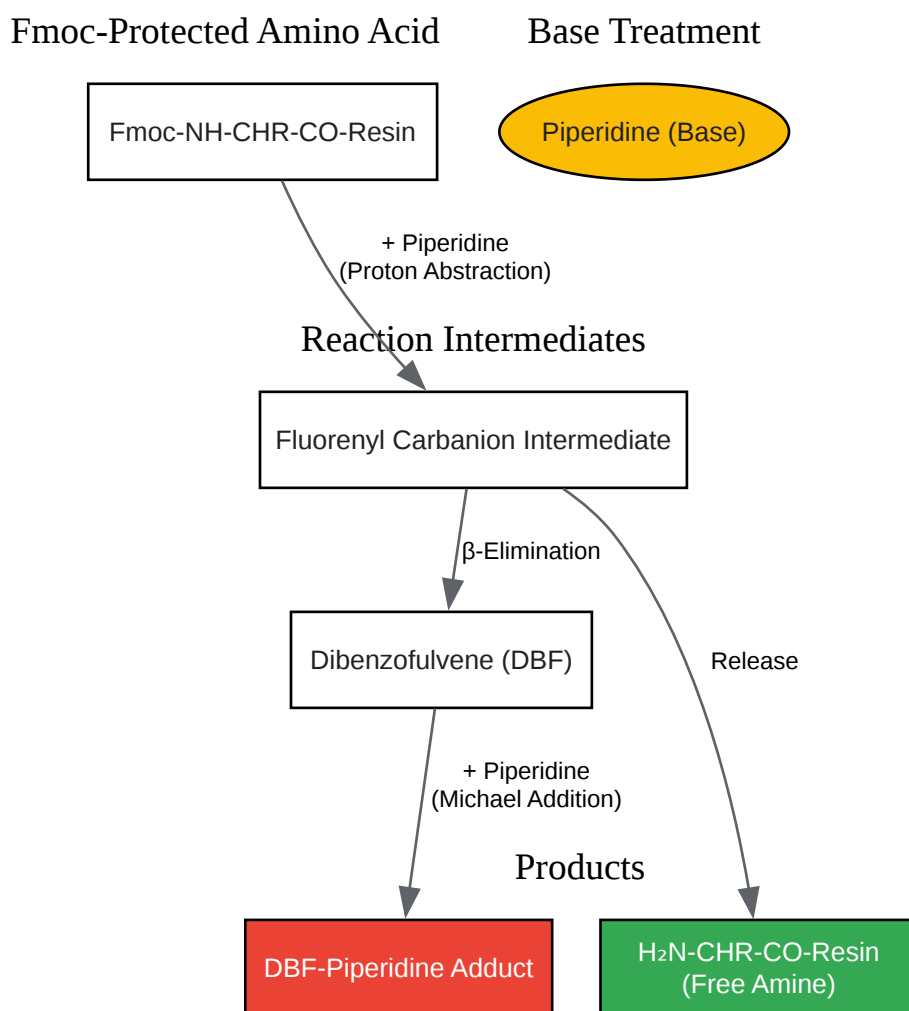 Fmoc-Protected Amino Acid
Base Treatment
Fmoc-NH-CHR-CO-Resin
Piperidine (Base)
+ Piperidine
(Proton Abstraction)
Reaction Intermediates
Fluorenyl Carbanion Intermediate
β-Elimination
Dibenzofulvene (DBF)
Release
+ Piperidine
(Michael Addition)
Products
DBF-Piperidine Adduct
H₂N-CHR-CO-Resin
(Free Amine)